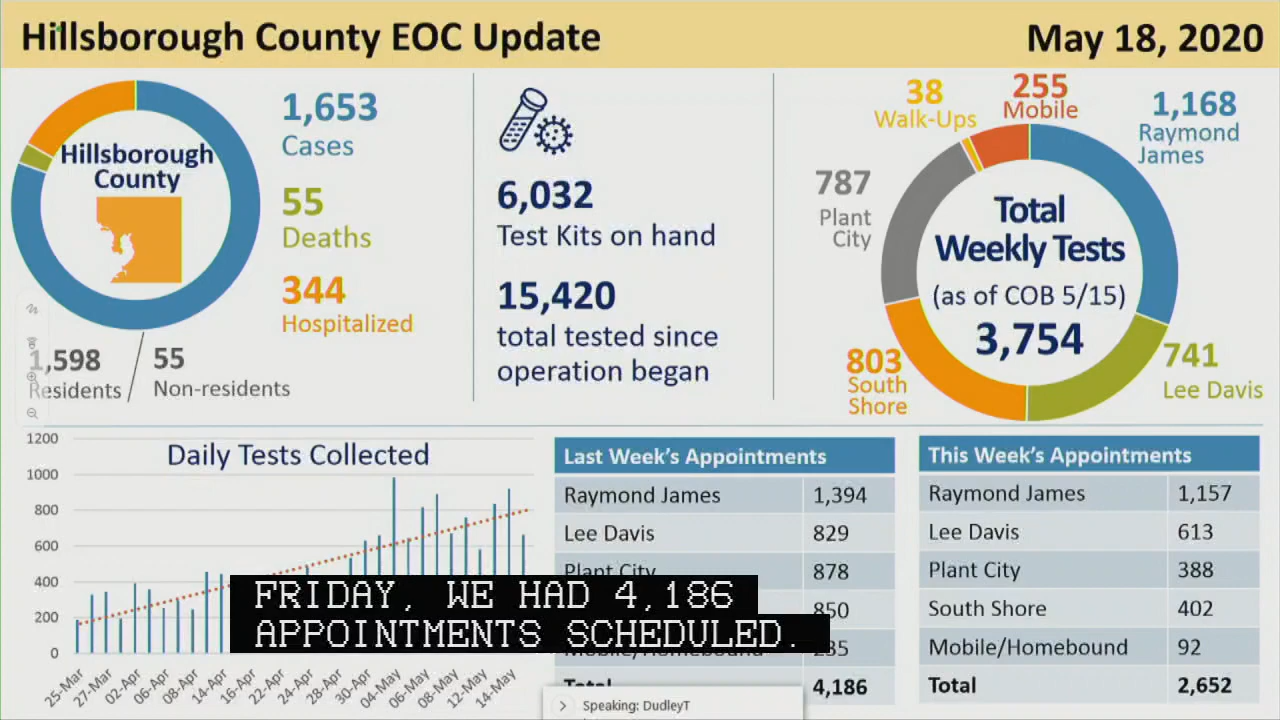 Hillsborough County EOC Update
May 18, 2020
Hillsborough
County
1,653
Cases
55
Deaths
344
Hospitalized
1,598
Residents
55
Non-residents
6,032
Test Kits on hand
15,420
total tested since
operation began
38
Walk-Ups
255
Mobile
1,168
Raymond
James
787
Plant
City
Total
Weekly Tests
(as of COB 5/15)
3,754
803
South
Shore
741
Lee Davis
Daily Tests Collected
1200
1000
800
600
400
200
0
25-Mar
27-Mar
02-Apr
06-Apr
08-Apr
14-Apr
16-Apr
22-Apr
24-Apr
28-Apr
30-Apr
04-May
06-May
08-May
12-May
14-May
Last Week's Appointments
Raymond James 1,394
Lee Davis 829
Plant City 878
850
Mobile/Homebound
Total 4,186
This Week's Appointments
Raymond James 1,157
Lee Davis 613
Plant City 388
South Shore 402
Mobile/Homebound 92
Total 2,652
FRIDAY, WE HAD 4,186
APPOINTMENTS SCHEDULED.
Speaking: DudleyT